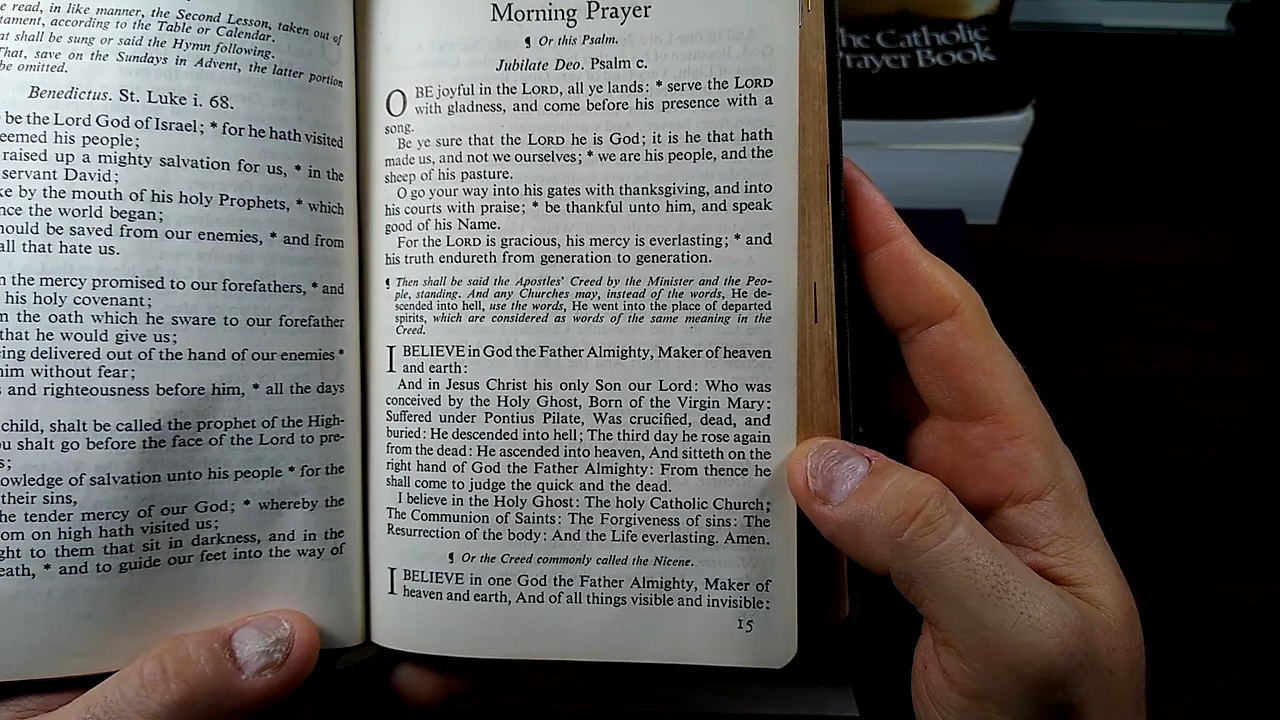 e read, in like manner, the Second Lesson, taken out of
tament, according to the Table or Calendar.
at shall be sung or said the Hymn following.
That, save on the Sundays in Advent, the latter portion
be omitted.
Benedictus. St. Luke i. 68.
be the Lord God of Israel; * for he hath visited
eemed his people;
raised up a mighty salvation for us, * in the
servant David;
ke by the mouth of his holy Prophets, * which
nce the world began;
hould be saved from our enemies, * and from
all that hate us.
n the mercy promised to our forefathers, * and
his holy covenant;
m the oath which he sware to our forefather
that he would give us;
eing delivered out of the hand of our enemies *
him without fear;
s and righteousness before him, * all the days
child, shalt be called the prophet of the High-
ou shalt go before the face of the Lord to pre-
s;
owledge of salvation unto his people * for the
their sins,
he tender mercy of our God; * whereby the
om on high hath visited us;
ght to them that sit in darkness, and in the
eath, * and to guide our feet into the way of
Morning Prayer
¶ Or this Psalm.
Jubilate Deo. Psalm c.
O BE joyful in the LORD, all ye lands: * serve the LORD
with gladness, and come before his presence with a
song.
Be ye sure that the LORD he is God; it is he that hath
made us, and not we ourselves; * we are his people, and the
sheep of his pasture.
O go your way into his gates with thanksgiving, and into
his courts with praise; * be thankful unto him, and speak
good of his Name.
For the LORD is gracious, his mercy is everlasting; * and
his truth endureth from generation to generation.
¶ Then shall be said the Apostles' Creed by the Minister and the Peo-
ple, standing. And any Churches may, instead of the words, He de-
scended into hell, use the words, He went into the place of departed
spirits, which are considered as words of the same meaning in the
Creed.
I BELIEVE in God the Father Almighty, Maker of heaven
and earth:
And in Jesus Christ his only Son our Lord: Who was
conceived by the Holy Ghost, Born of the Virgin Mary:
Suffered under Pontius Pilate, Was crucified, dead, and
buried: He descended into hell; The third day he rose again
from the dead: He ascended into heaven, And sitteth on the
right hand of God the Father Almighty: From thence he
shall come to judge the quick and the dead.
I believe in the Holy Ghost: The holy Catholic Church;
The Communion of Saints: The Forgiveness of sins: The
Resurrection of the body: And the Life everlasting. Amen.
¶ Or the Creed commonly called the Nicene.
I BELIEVE in one God the Father Almighty, Maker of
heaven and earth, And of all things visible and invisible:
15
he Catholic
rayer Book